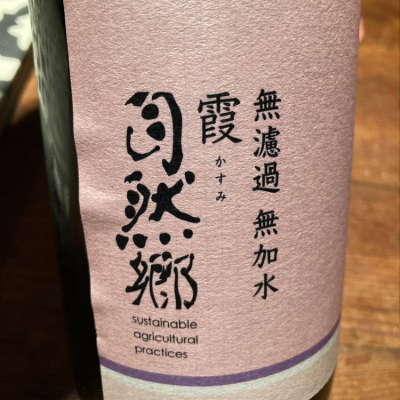 無濾過 無加水
霞
かすみ
自然郷
sustainable
agricultural
practices